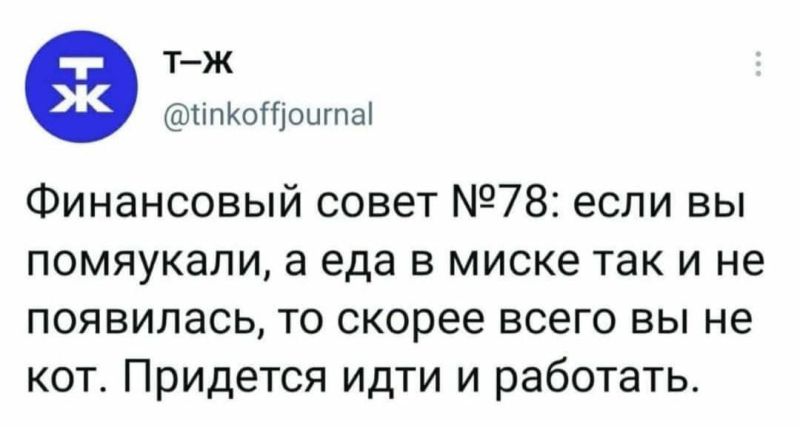 Т
Ж
Т—Ж
@tinkoffjournal
Финансовый совет №78: если вы
помяукали, а еда в миске так и не
появилась, то скорее всего вы не
кот. Придется идти и работать.